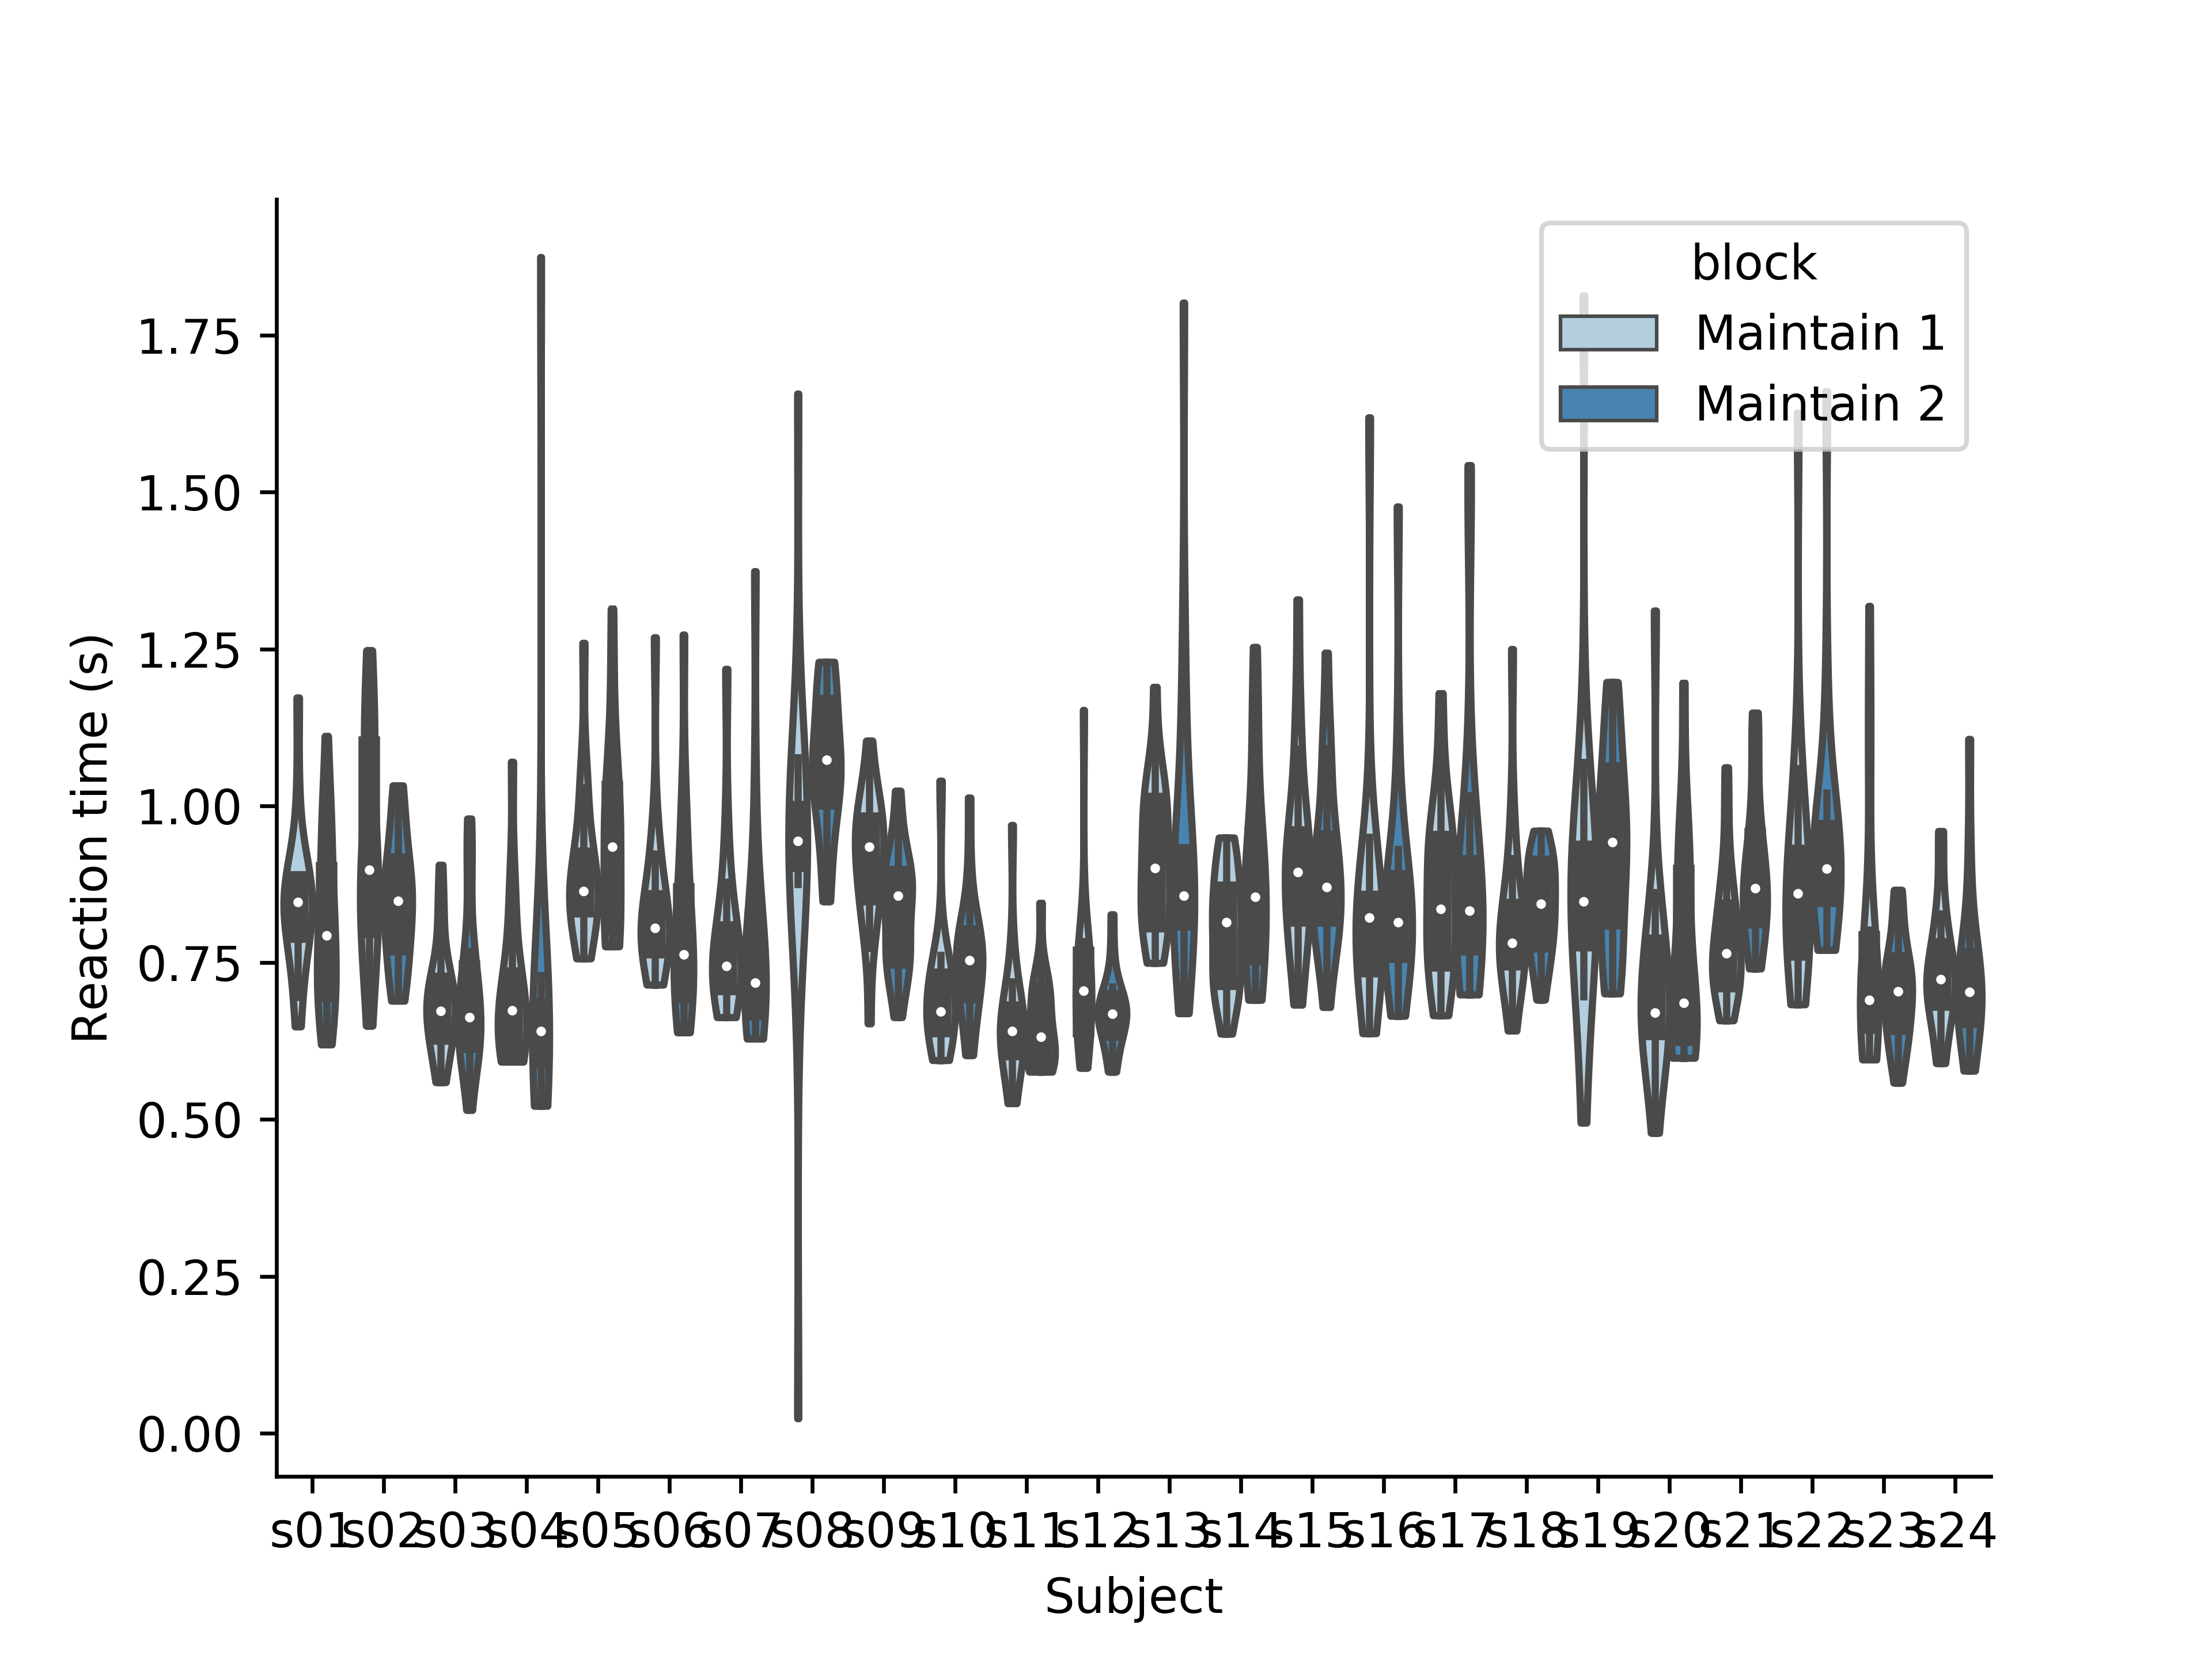 block
Maintain 1
Maintain 2
1.75
1.50
1.25
1.00
0.75
0.50
0.25
0.00
Reaction time (s)
s01 s02 s03 s04 s05 s06 s07 s08 s09 s10 s11 s12 s13 s14 s15 s16 s17 s18 s19 s20 s21 s22 s23 s24
Subject